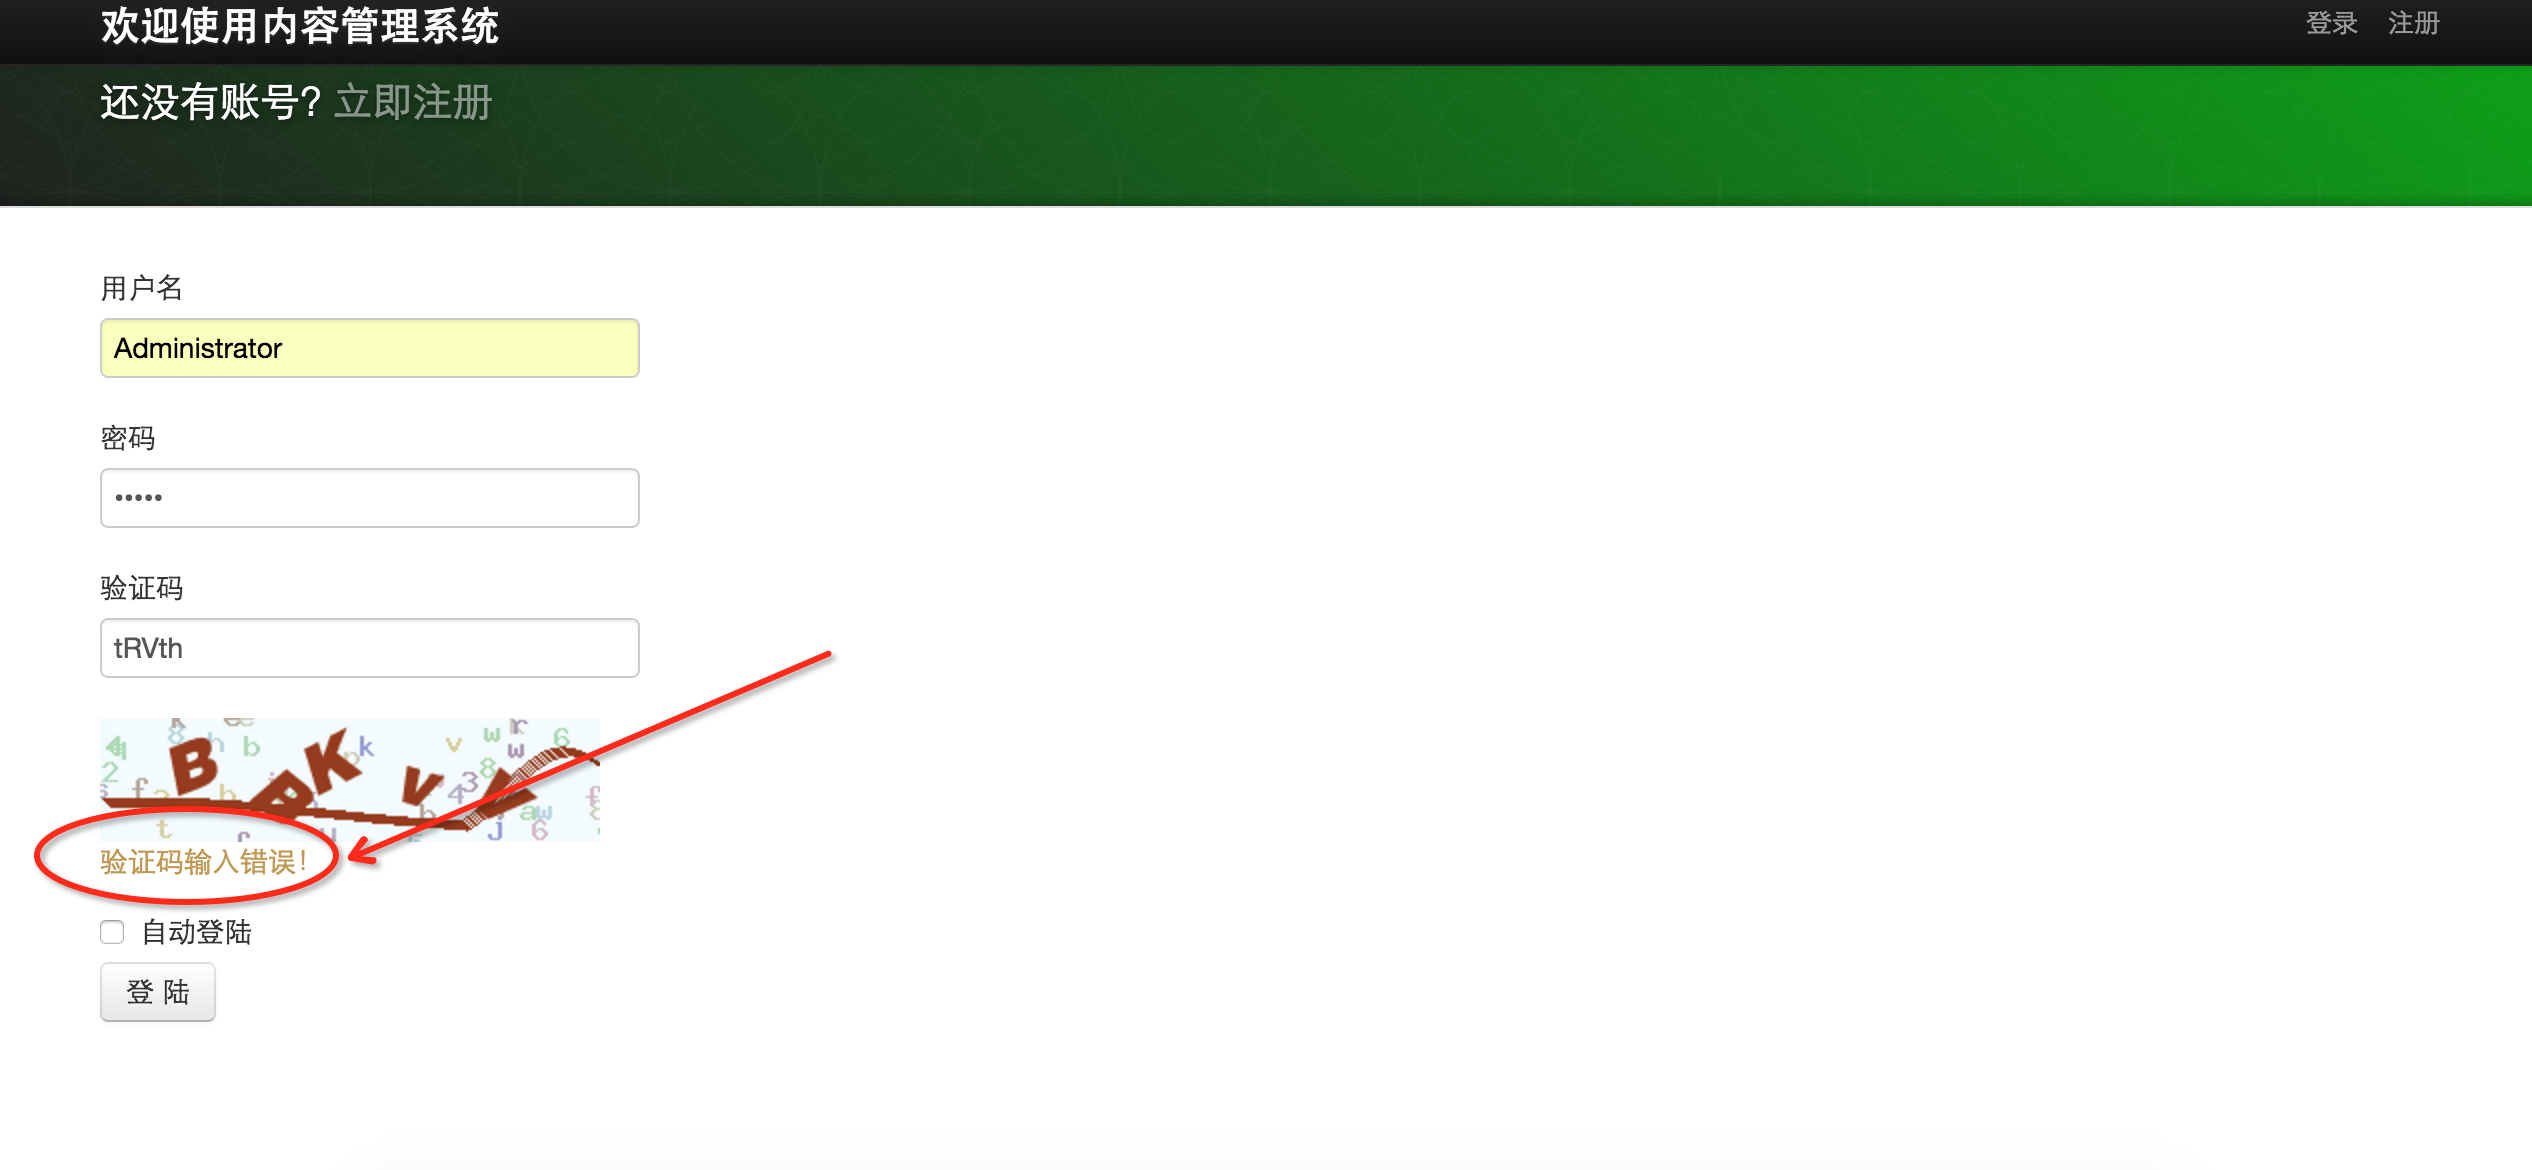 欢迎使用内容管理系统
登录 注册
还没有账号? 立即注册
用户名
Administrator
密码
•••••
验证码
tRVth
验证码输入错误!
自动登陆
登 陆